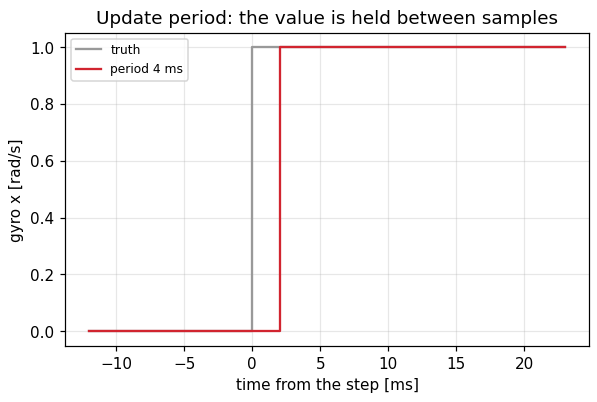 Update period: the value is held between samples
truth
period 4 ms
1.0
0.8
0.6
0.4
0.2
0.0
gyro x [rad/s]
−10
−5
0
5
10
15
20
time from the step [ms]